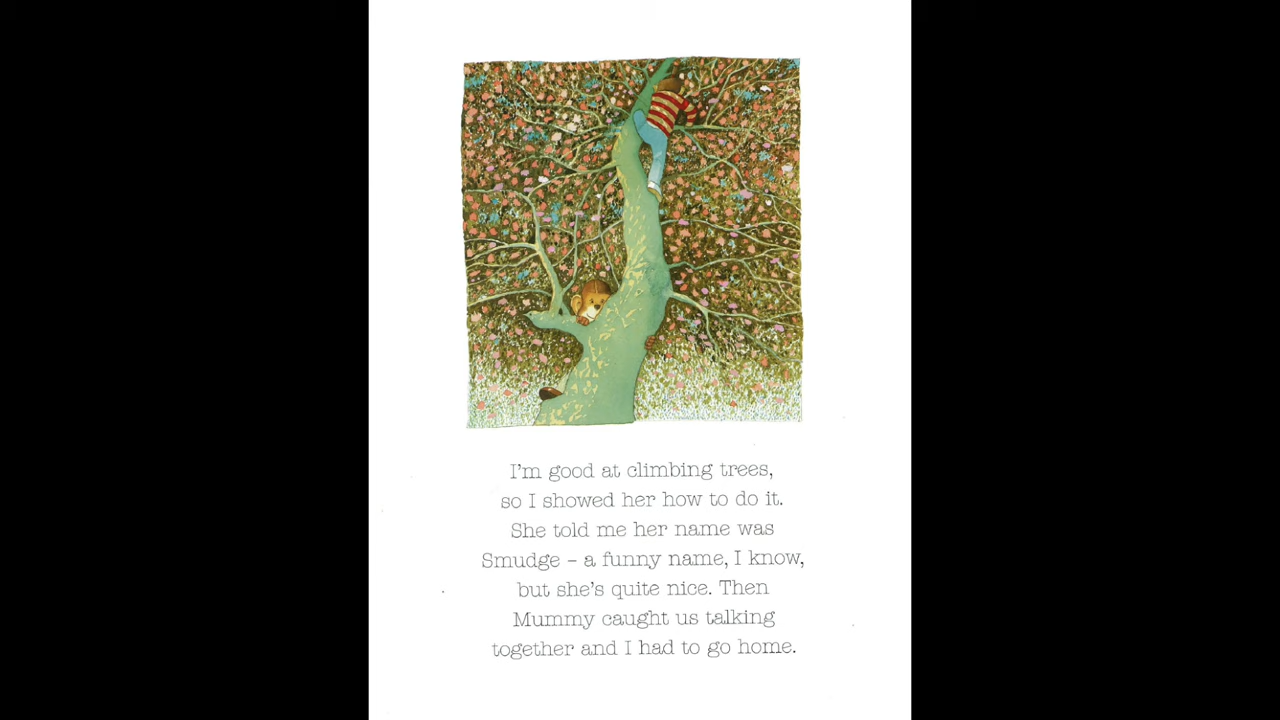 I'm good at climbing trees,
so I showed her how to do it.
She told me her name was
Smudge – a funny name, I know,
but she's quite nice. Then
Mummy caught us talking
together and I had to go home.